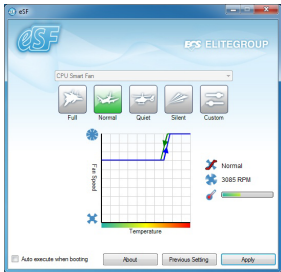 eSF
eSF
ECS ELITEGROUP
CPU Smart Fan
Full
Normal
Quiet
Silent
Custom
Fan Speed
Temperature
Normal
3085 RPM
Auto execute when booting
About
Previous Setting
Apply